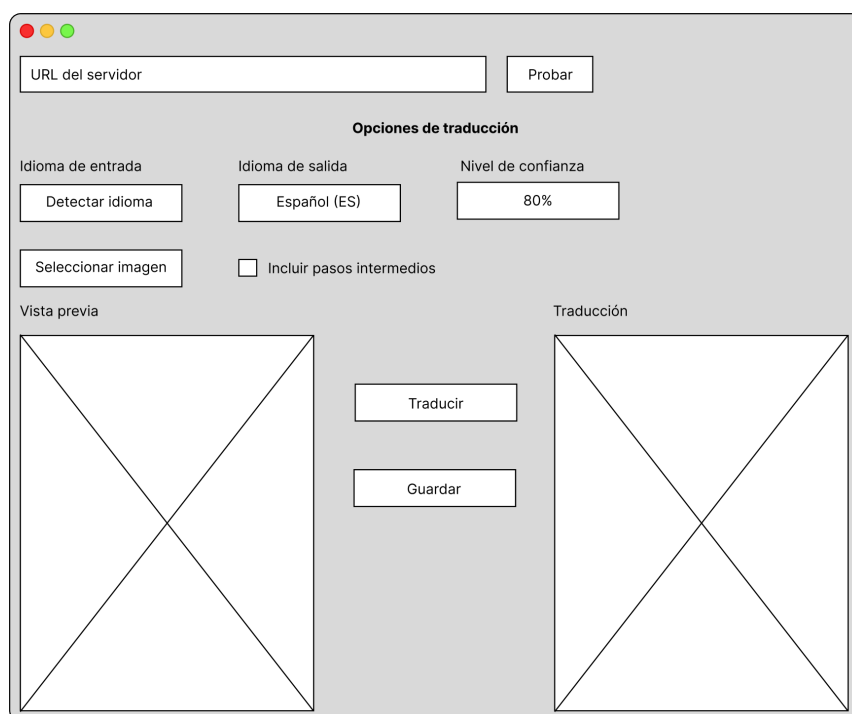 URL del servidor
Probar
Opciones de traducción
Idioma de entrada
Idioma de salida
Nivel de confianza
Detectar idioma
Español (ES)
80%
Seleccionar imagen
Incluir pasos intermedios
Vista previa
Traducción
Traducir
Guardar